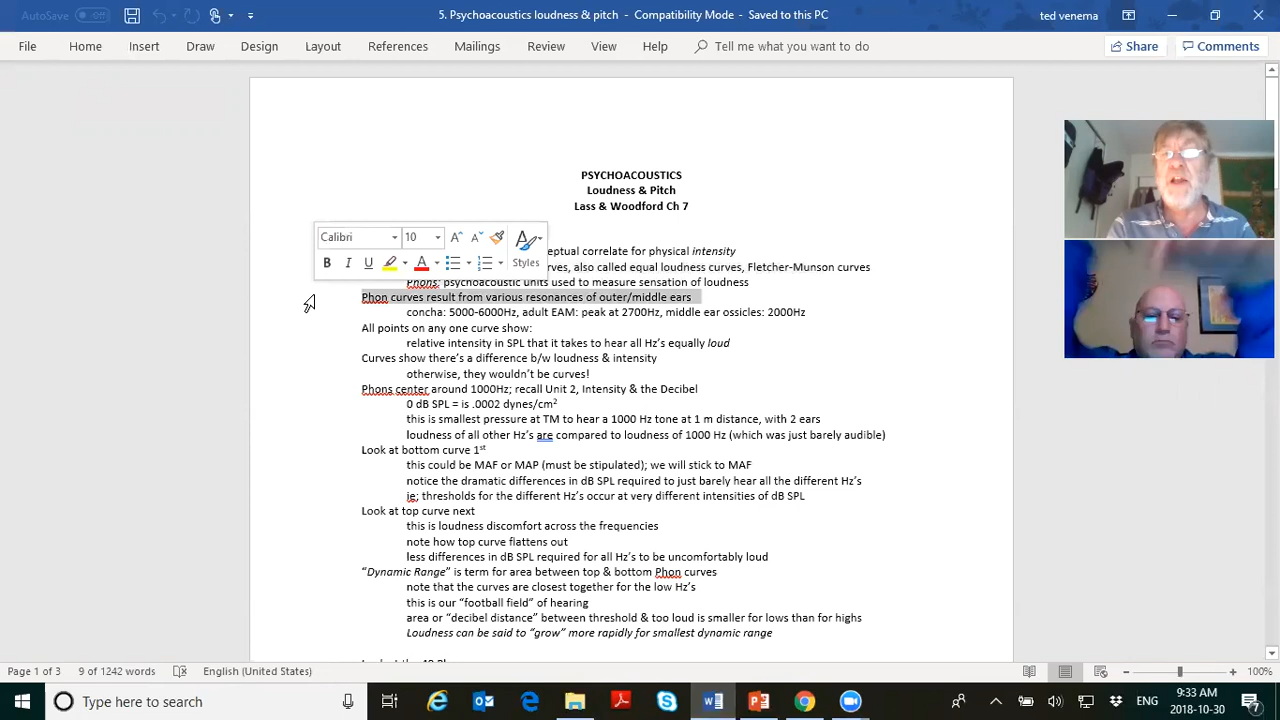 AutoSave
Off
5. Psychoacoustics loudness & pitch - Compatibility Mode - Saved to this PC
ted venema
File Home Insert Draw Design Layout References Mailings Review View Help Tell me what you want to do Share Comments
PSYCHOACOUSTICS
Loudness & Pitch
Lass & Woodford Ch 7
Calibri 10
B I U A Styles
eptual correlate for physical intensity
rves, also called equal loudness curves, Fletcher-Munson curves
Phons: psychoacoustic units used to measure sensation of loudness
Phon curves result from various resonances of outer/middle ears
concha: 5000-6000Hz, adult EAM: peak at 2700Hz, middle ear ossicles: 2000Hz
All points on any one curve show:
relative intensity in SPL that it takes to hear all Hz's equally loud
Curves show there's a difference b/w loudness & intensity
otherwise, they wouldn't be curves!
Phons center around 1000Hz; recall Unit 2, Intensity & the Decibel
0 dB SPL = is .0002 dynes/cm2
this is smallest pressure at TM to hear a 1000 Hz tone at 1 m distance, with 2 ears
loudness of all other Hz's are compared to loudness of 1000 Hz (which was just barely audible)
Look at bottom curve 1st
this could be MAF or MAP (must be stipulated); we will stick to MAF
notice the dramatic differences in dB SPL required to just barely hear all the different Hz's
ie; thresholds for the different Hz's occur at very different intensities of dB SPL
Look at top curve next
this is loudness discomfort across the frequencies
note how top curve flattens out
less differences in dB SPL required for all Hz's to be uncomfortably loud
"Dynamic Range" is term for area between top & bottom Phon curves
note that the curves are closest together for the low Hz's
this is our "football field" of hearing
area or "decibel distance" between threshold & too loud is smaller for lows than for highs
Loudness can be said to "grow" more rapidly for smallest dynamic range
Page 1 of 3 9 of 1242 words English (United States) 100%
Type here to search
ENG
9:33 AM
2018-10-30
7